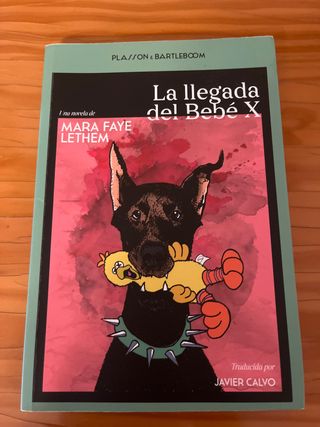 PLASSON & BARTLEBOOM
La llegada
del Bebé X
Una novela de
MARA FAYE
LETHEM
Traducida por
JAVIER CALVO